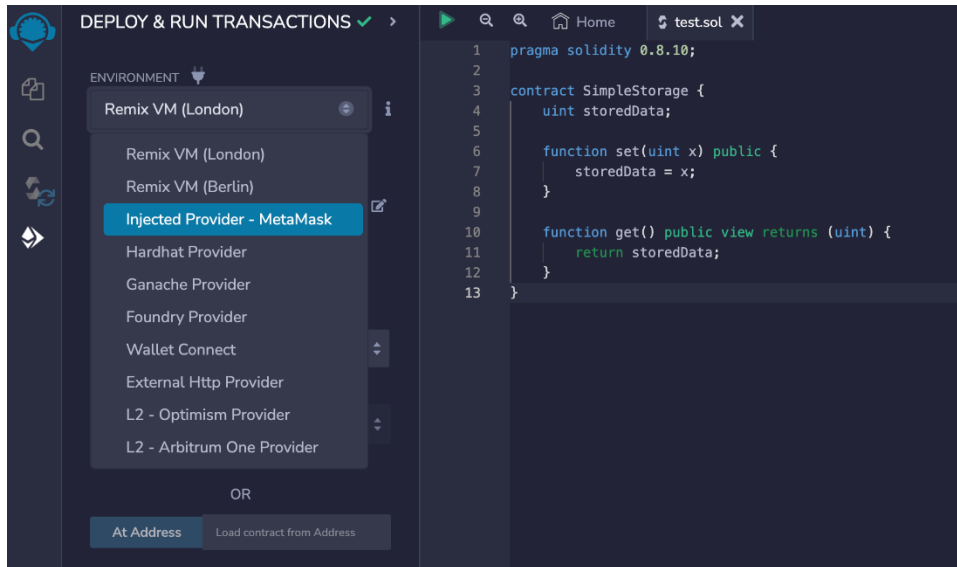 DEPLOY & RUN TRANSACTIONS
ENVIRONMENT
Remix VM (London)
Remix VM (London)
Remix VM (Berlin)
Injected Provider - MetaMask
Hardhat Provider
Ganache Provider
Foundry Provider
Wallet Connect
External Http Provider
L2 - Optimism Provider
L2 - Arbitrum One Provider
OR
At Address Load contract from Address
Home test.sol
1 pragma solidity 0.8.10;
2
3 contract SimpleStorage {
4     uint storedData;
5
6     function set(uint x) public {
7         storedData = x;
8     }
9
10     function get() public view returns (uint) {
11         return storedData;
12     }
13 }